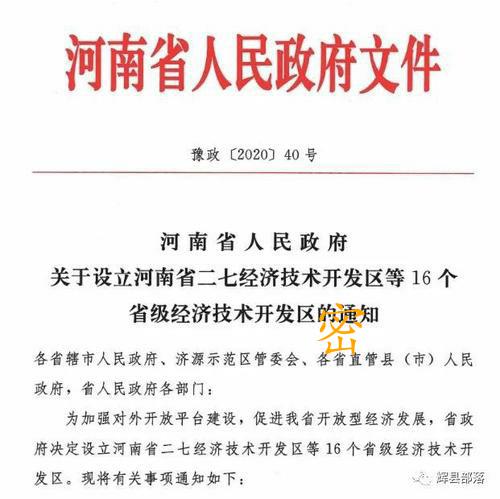 河南省人民政府文件
豫政〔2020〕40号
河南省人民政府
关于设立河南省二七经济技术开发区等16个
省级经济技术开发区的通知
密
各省辖市人民政府、济源示范区管委会、各省直管县（市）人民
政府，省人民政府各部门：
为加强对外开放平台建设，促进我省开放型经济发展，省政
府决定设立河南省二七经济技术开发区等16个省级经济技术开
发区。现将有关事项通知如下：
辉县部落